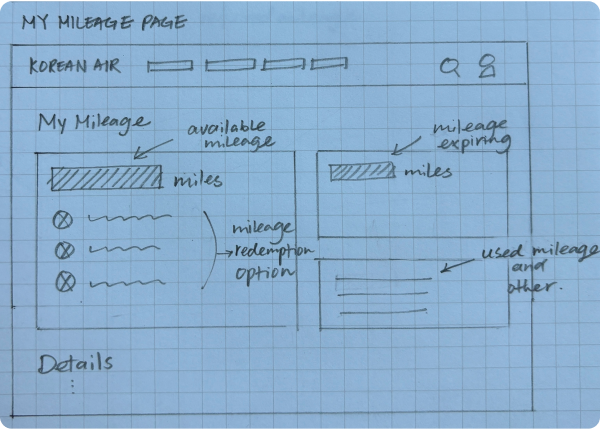 MY MILEAGE PAGE
KOREAN AIR
My Mileage
available
mileage
miles
mileage
redemption
option
mileage
expiring
miles
used mileage
and
other.
Details